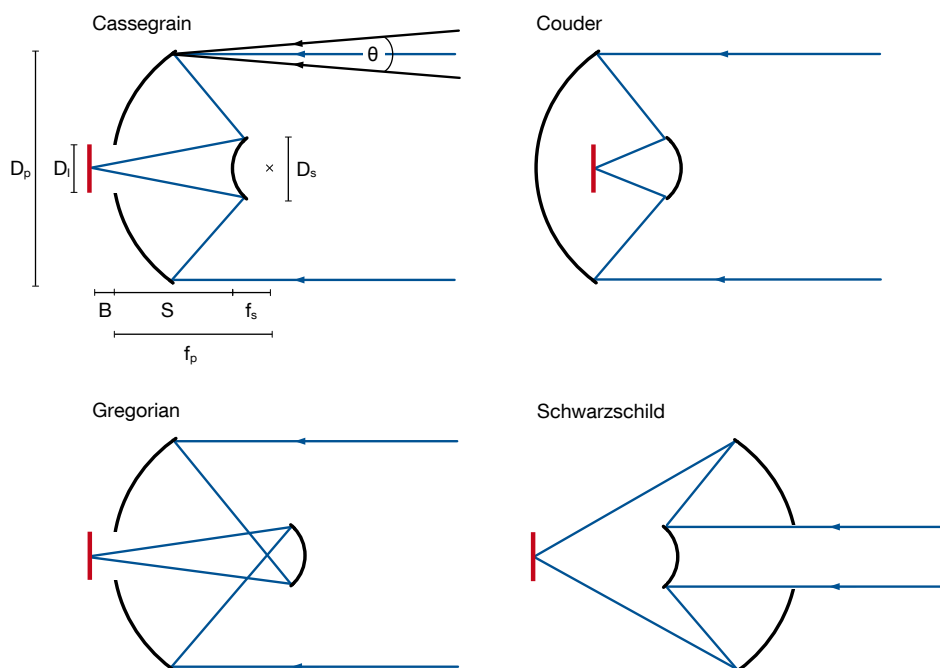 Cassegrain
Couder
θ
Dₚ
Dₗ
Dₛ
×
B
S
fₛ
fₚ
Gregorian
Schwarzschild